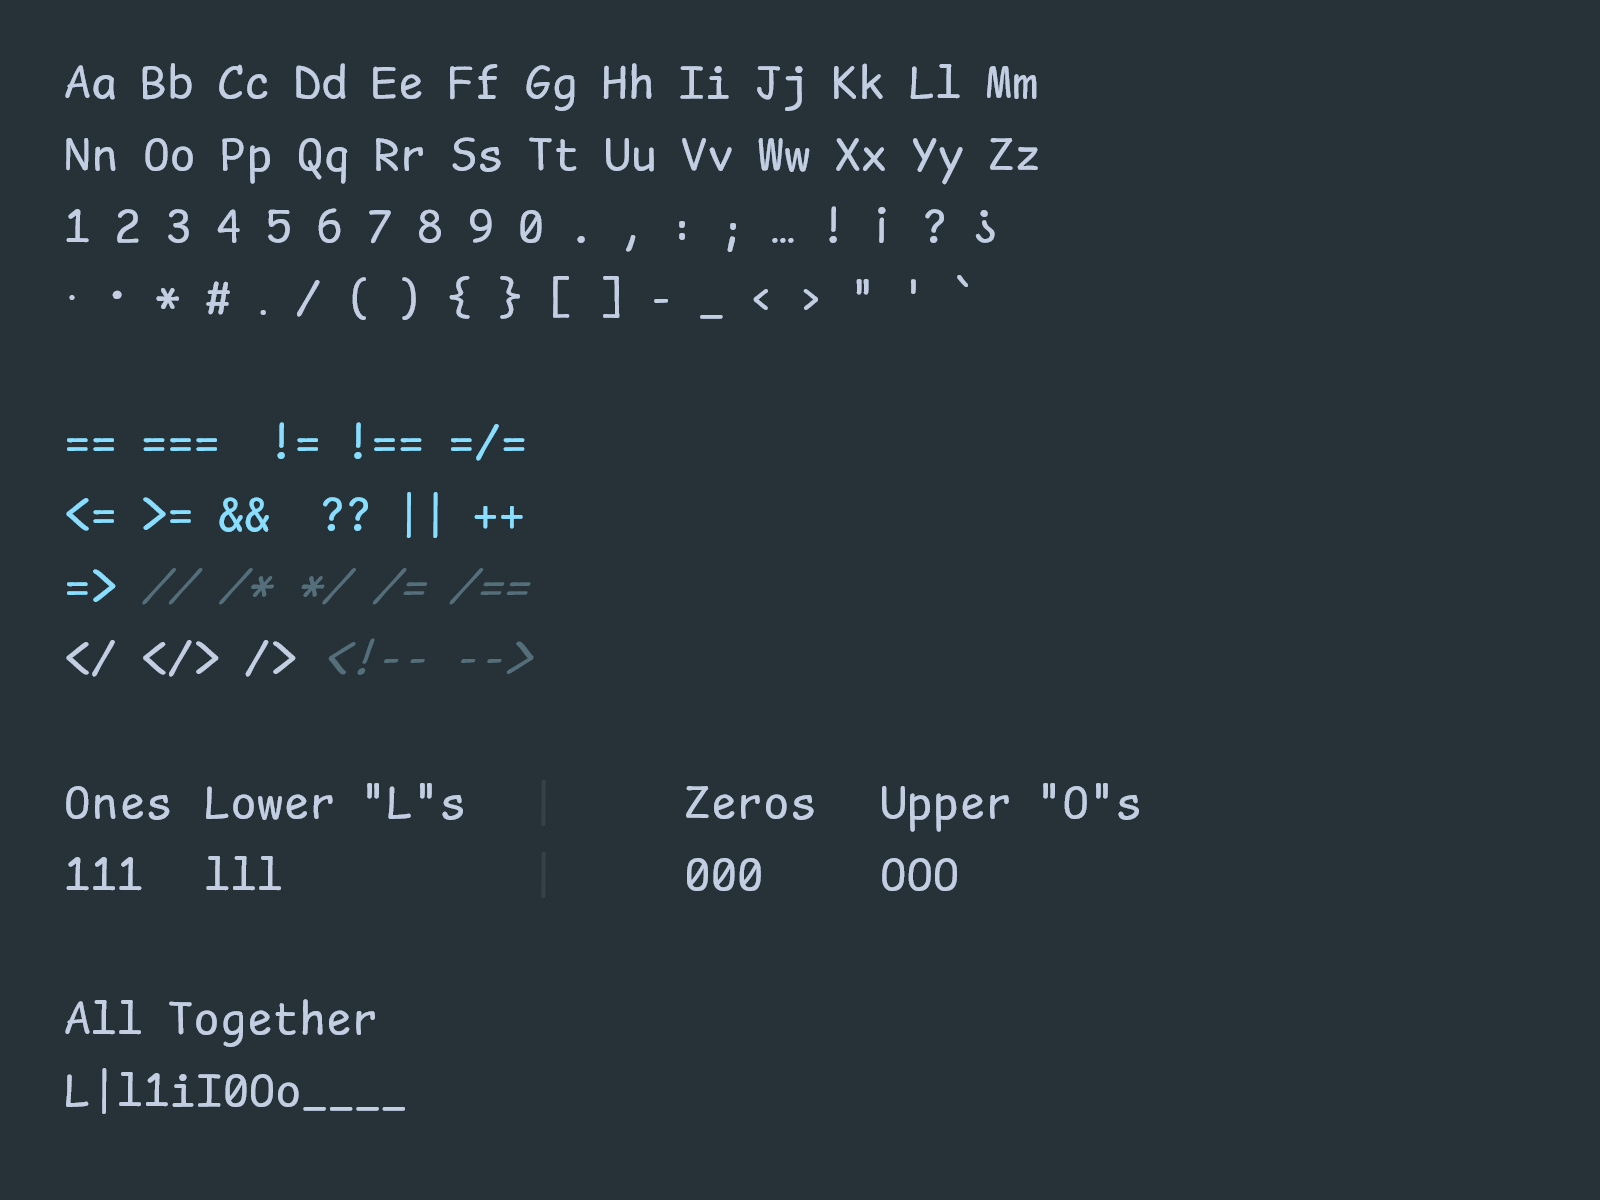 Aa Bb Cc Dd Ee Ff Gg Hh Ii Jj Kk Ll Mm
Nn Oo Pp Qq Rr Ss Tt Uu Vv Ww Xx Yy Zz
1 2 3 4 5 6 7 8 9 0 . , : ; … ! ¡ ? ¿
· • * # . / ( ) { } [ ] - _ < > " ' `
== === != !== =/=
<= >= && ?? || ++
=> // /* */ /= /==
</ </> /> <!-- -->
Ones Lower "L"s | Zeros Upper "O"s
111 lll | 000 OOO
All Together
L|l1iI0Oo____